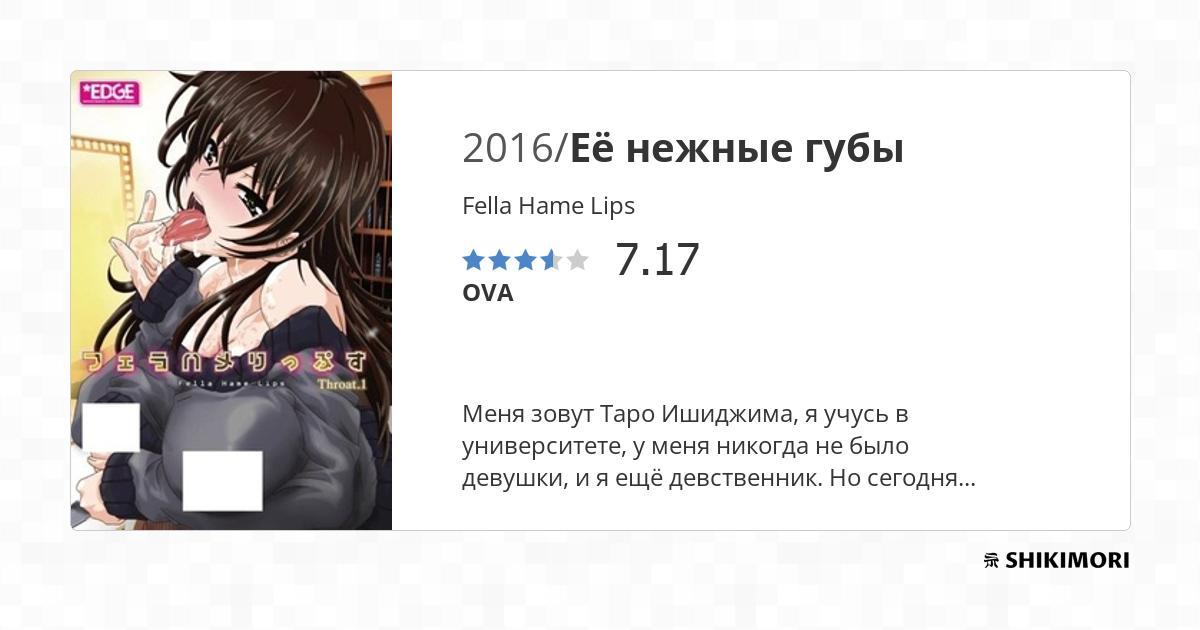 *EDGE
フェラハメりっぷす
Fella Hame Lips
Throat.1
2016/Её нежные губы
Fella Hame Lips
7.17
OVA
Меня зовут Таро Ишиджима, я учусь в
университете, у меня никогда не было
девушки, и я ещё девственник. Но сегодня...
SHIKIMORI